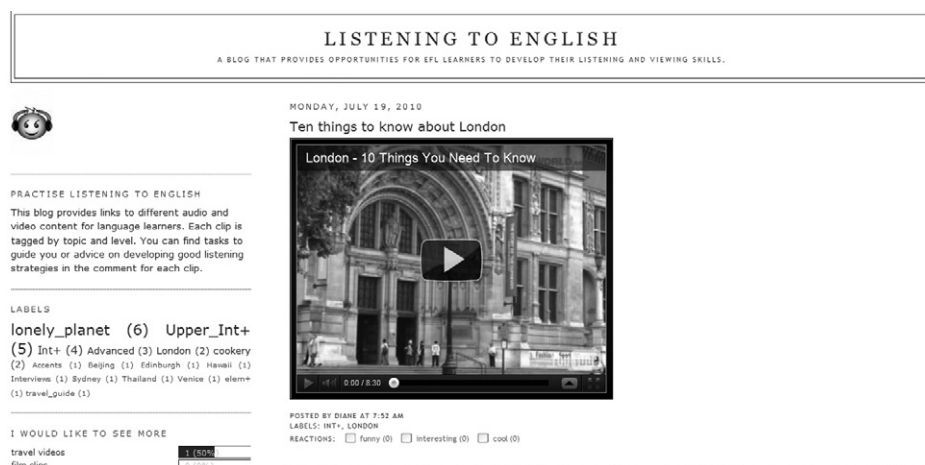 LISTENING TO ENGLISH
A BLOG THAT PROVIDES OPPORTUNITIES FOR EFL LEARNERS TO DEVELOP THEIR LISTENING AND VIEWING SKILLS.
PRACTISE LISTENING TO ENGLISH
This blog provides links to different audio and
video content for language learners. Each clip is
tagged by topic and level. You can find tasks to
guide you or advice on developing good listening
strategies in the comment for each clip.
LABELS
lonely_planet (6) Upper_Int+
(5) Int+ (4) Advanced (3) London (2) cookery
(2) Accents (1) Beijing (1) Edinburgh (1) Hawaii (1)
Interviews (1) Sydney (1) Thailand (1) Venice (1) elem+
(1) travel_guide (1)
I WOULD LIKE TO SEE MORE
travel videos 1 (50%)
film clips
MONDAY, JULY 19, 2010
Ten things to know about London
London - 10 Things You Need To Know
0:00 / 8:30
POSTED BY DIANE AT 7:52 AM
LABELS: INT+, LONDON
REACTIONS: funny (0) interesting (0) cool (0)